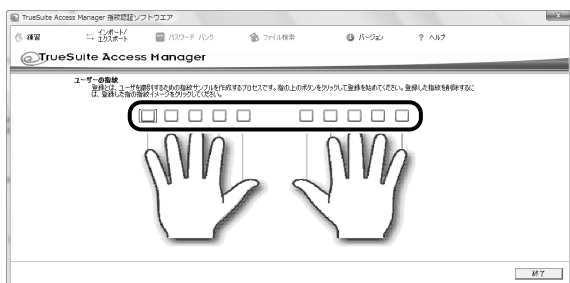 TrueSuite Access Manager 指紋認証ソフトウエア
練習
インポート/
エクスポート
パスワード バンク
ファイル検索
バージョン
? ヘルプ
TrueSuite Access Manager
ユーザーの指紋
登録とは、ユーザを識別するための指紋サンプルを作成するプロセスです。指の上のボタンをクリックして登録を始めてください。登録した指紋を削除するに
は、登録した指の指紋イメージをクリックしてください。
終了